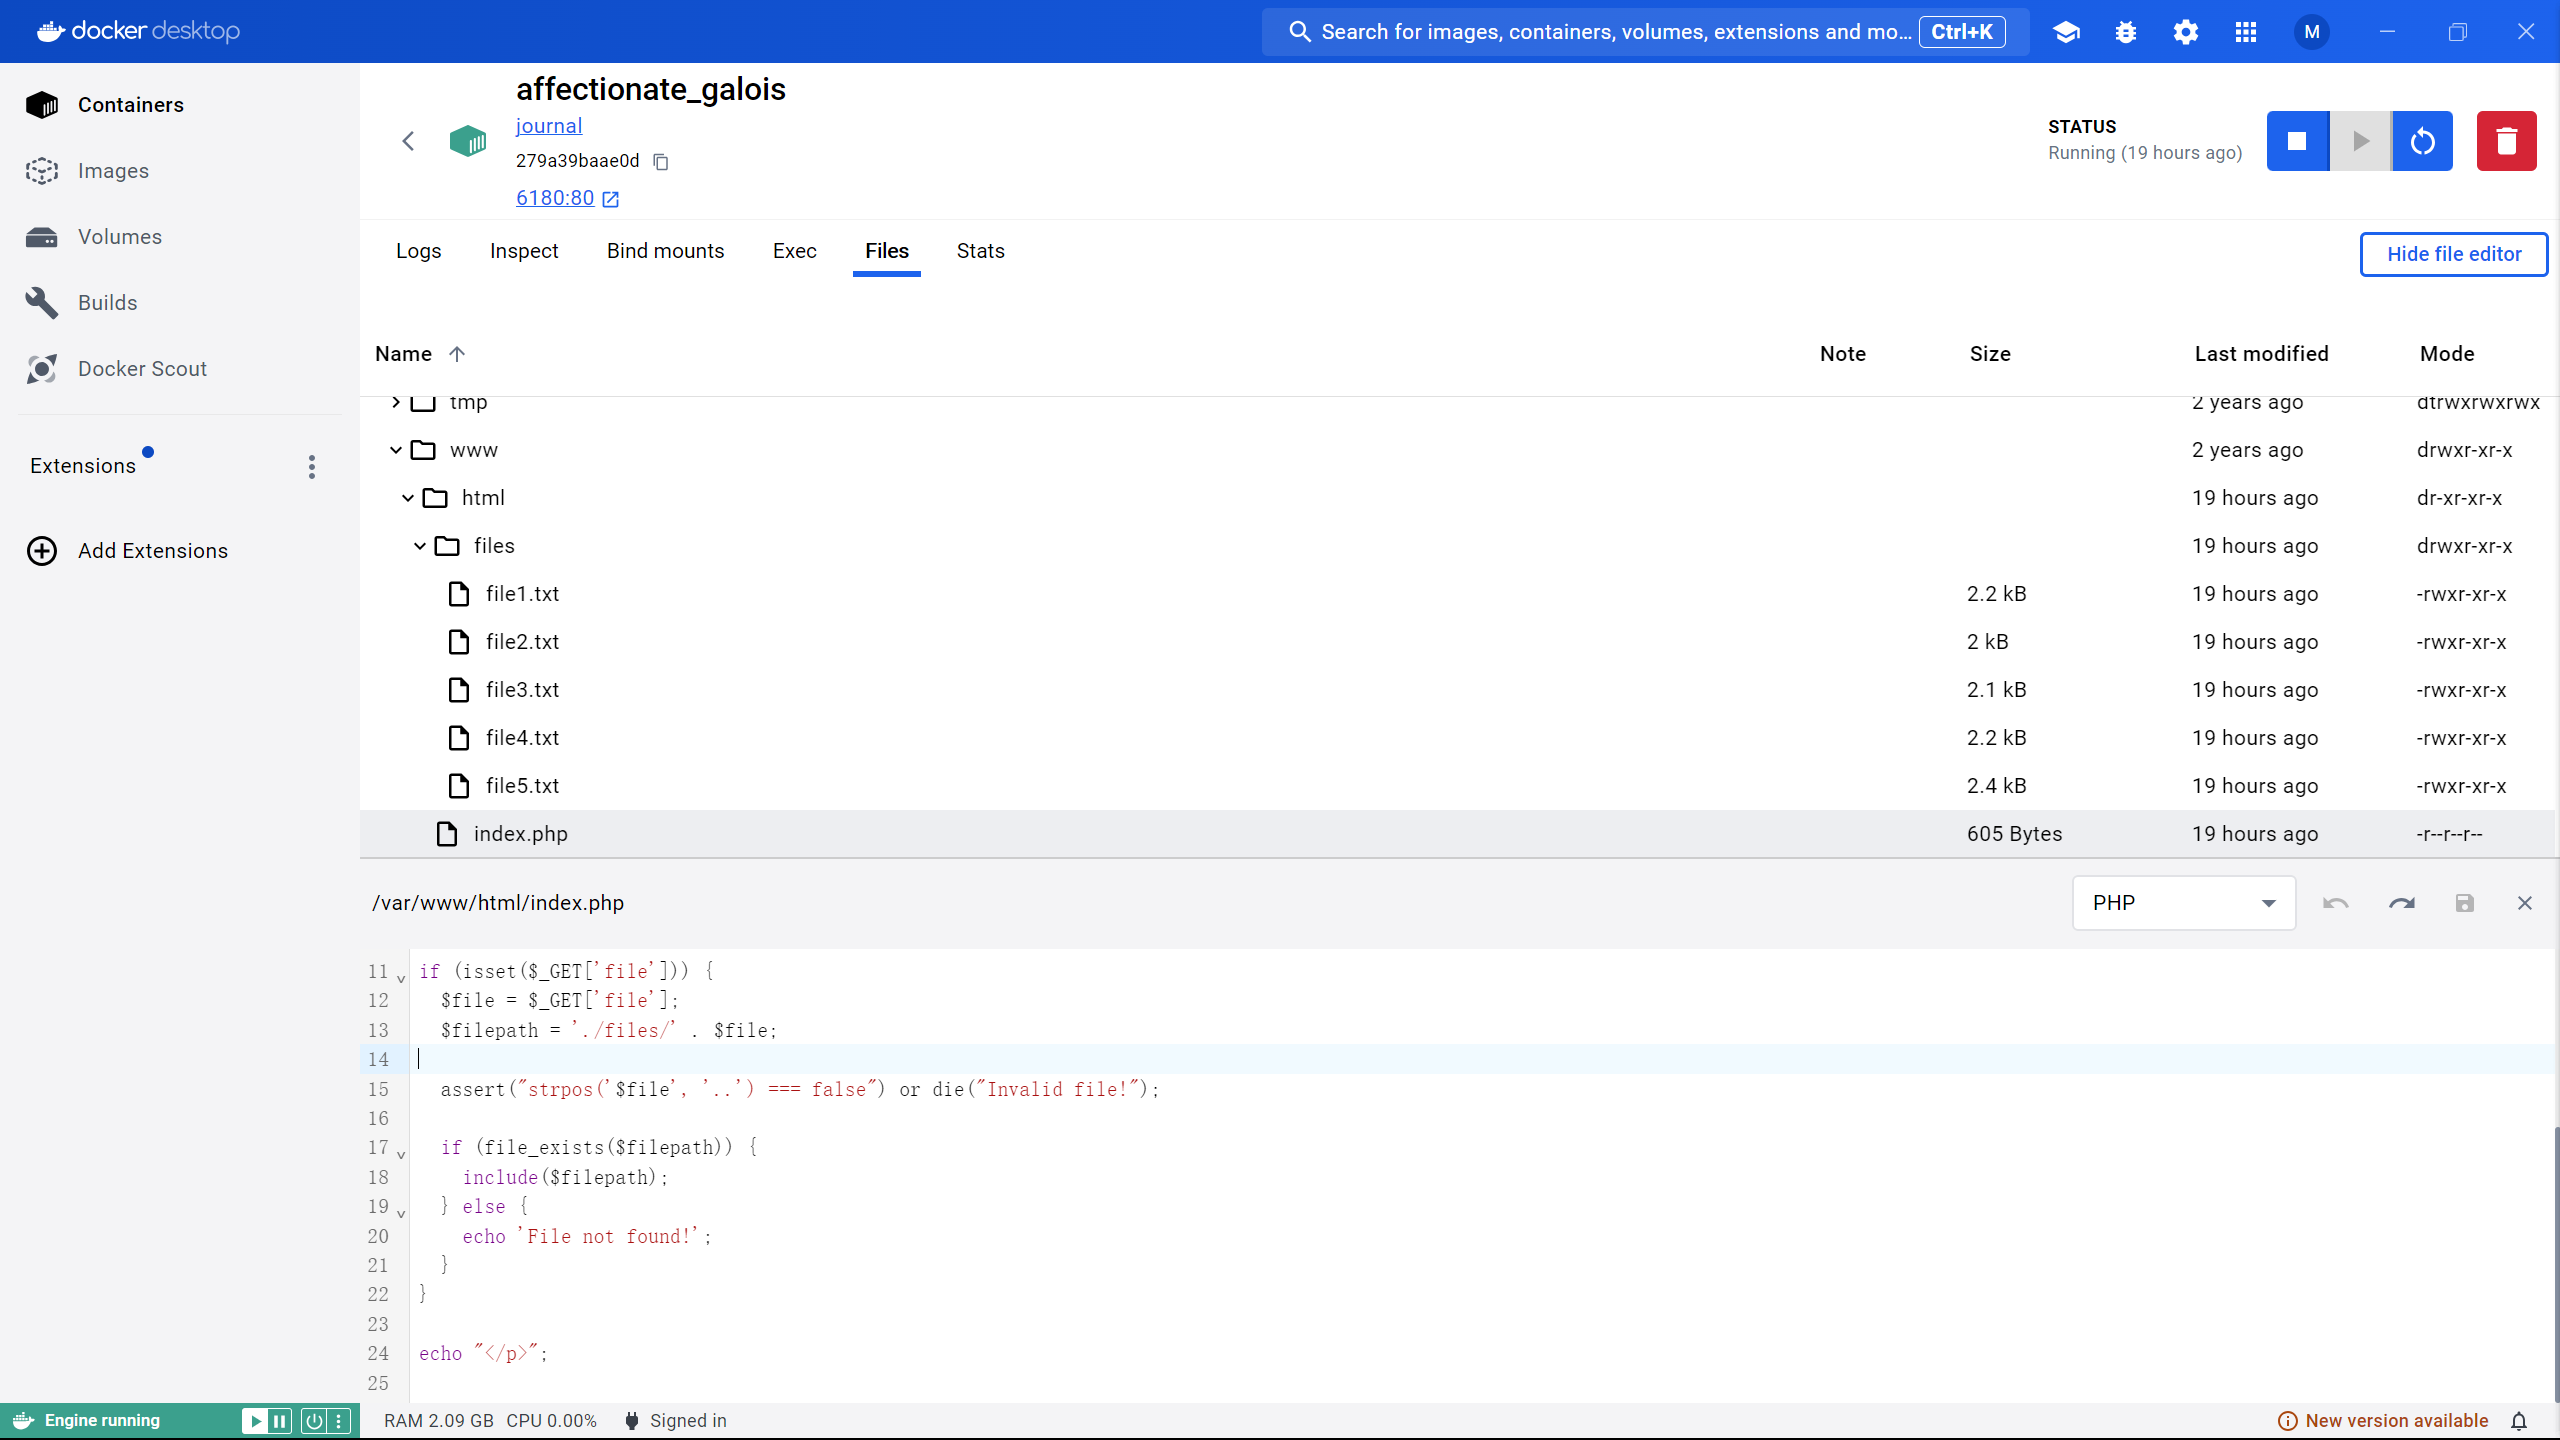 docker desktop
Search for images, containers, volumes, extensions and mo... Ctrl+K
M
Containers
Images
Volumes
Builds
Docker Scout
Extensions
Add Extensions
affectionate_galois
journal
279a39baae0d
6180:80
STATUS
Running (19 hours ago)
Logs Inspect Bind mounts Exec Files Stats
Hide file editor
Name Note Size Last modified Mode
tmp 2 years ago dtrwxrwxrwx
www 2 years ago drwxr-xr-x
html 19 hours ago dr-xr-xr-x
files 19 hours ago drwxr-xr-x
file1.txt 2.2 kB 19 hours ago -rwxr-xr-x
file2.txt 2 kB 19 hours ago -rwxr-xr-x
file3.txt 2.1 kB 19 hours ago -rwxr-xr-x
file4.txt 2.2 kB 19 hours ago -rwxr-xr-x
file5.txt 2.4 kB 19 hours ago -rwxr-xr-x
index.php 605 Bytes 19 hours ago -r--r--r--
/var/www/html/index.php
PHP
11 if (isset($_GET['file'])) {
12 $file = $_GET['file'];
13 $filepath = './files/' . $file;
14
15 assert("strpos('$file', '..') === false") or die("Invalid file!");
16
17 if (file_exists($filepath)) {
18 include($filepath);
19 } else {
20 echo 'File not found!';
21 }
22 }
23
24 echo "</p>";
25
Engine running
RAM 2.09 GB CPU 0.00% Signed in
New version available